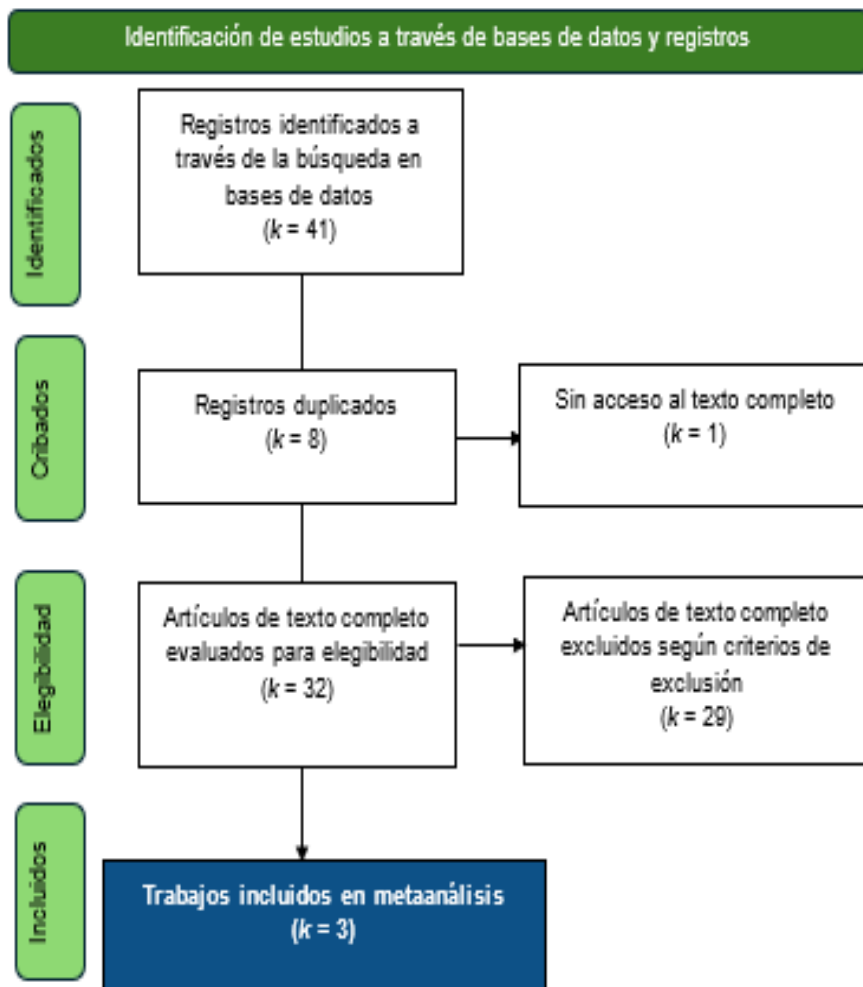 Identificación de estudios a través de bases de datos y registros
Identificados
Registros identificados a
través de la búsqueda en
bases de datos
(k = 41)
Cribados
Registros duplicados
(k = 8)
Sin acceso al texto completo
(k = 1)
Elegibilidad
Artículos de texto completo
evaluados para elegibilidad
(k = 32)
Artículos de texto completo
excluidos según criterios de
exclusión
(k = 29)
Incluidos
Trabajos incluidos en metaanálisis
(k = 3)